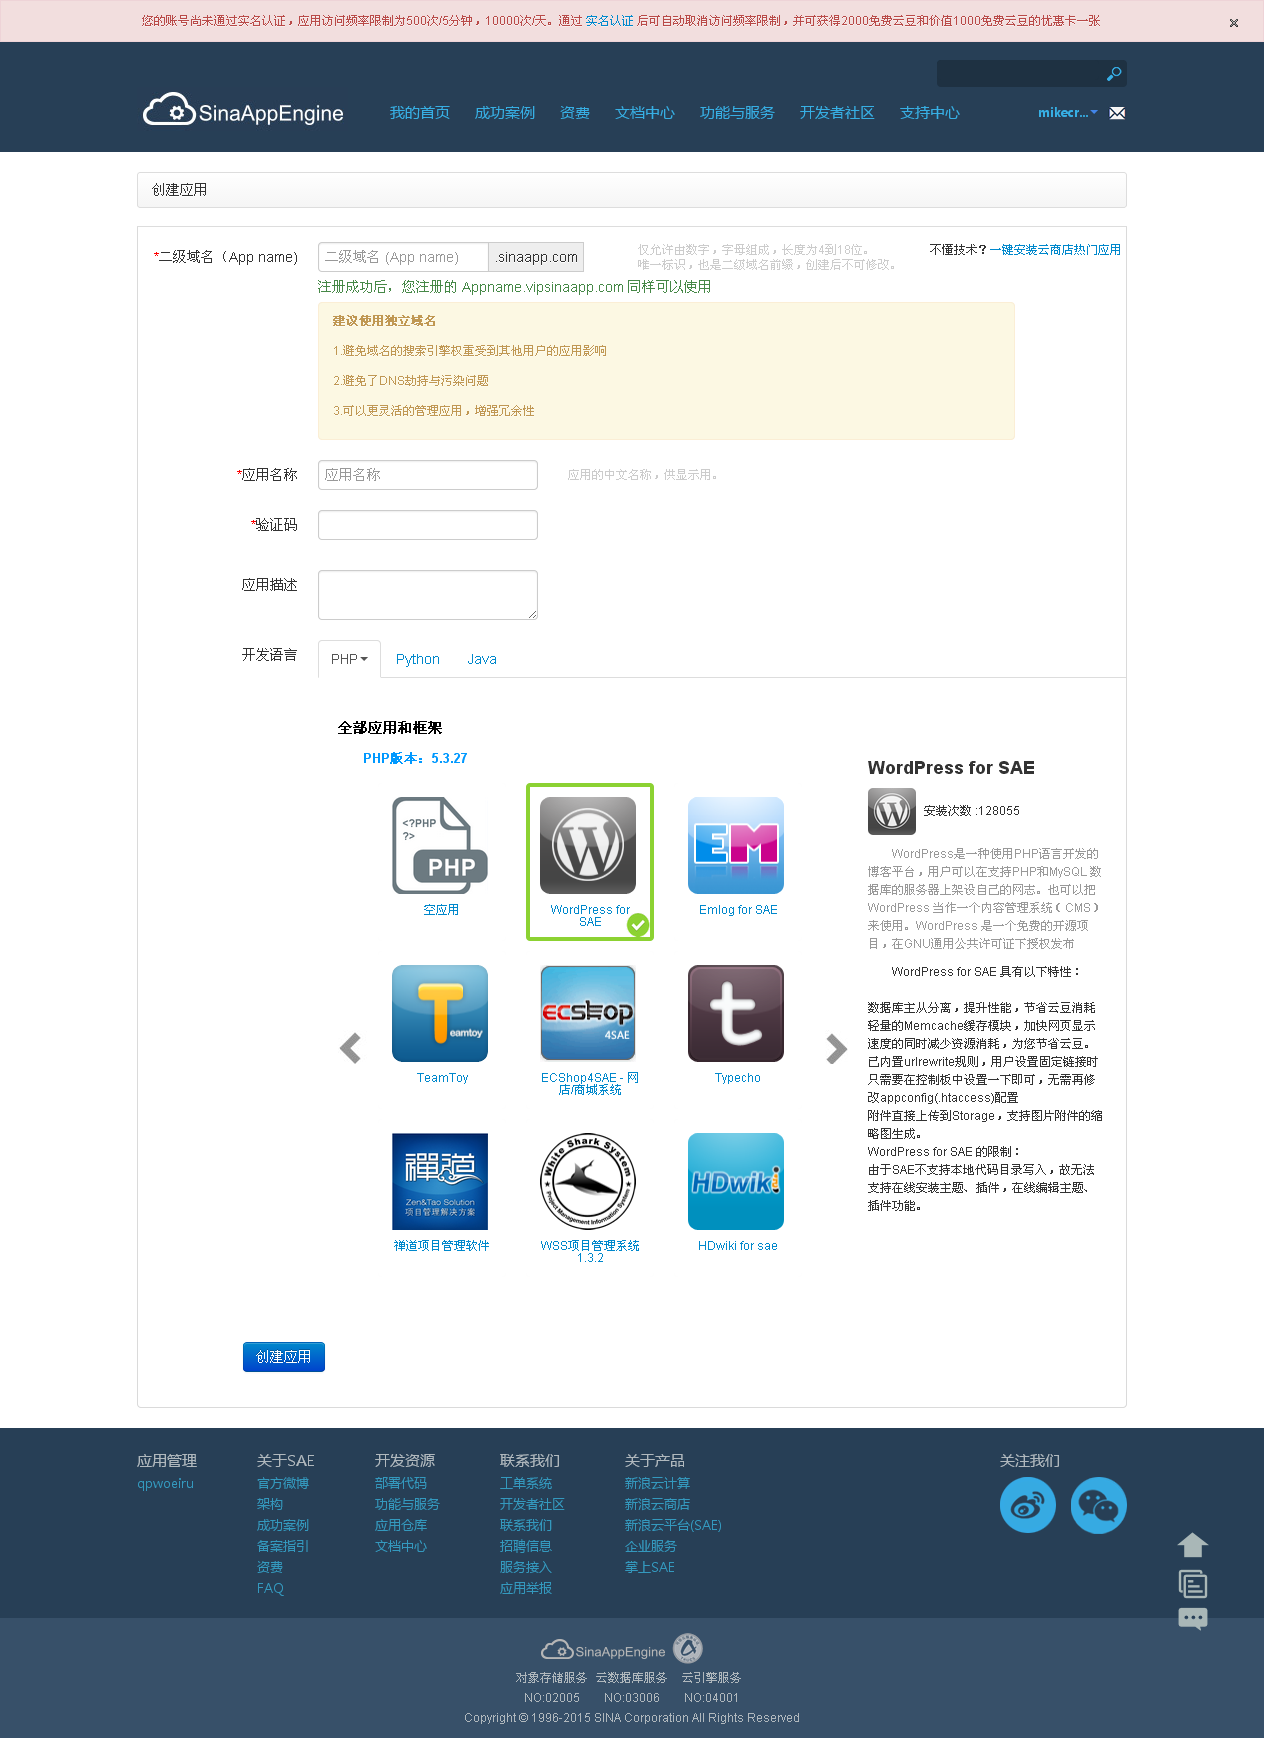 您的账号尚未通过实名认证，应用访问频率限制为500次/5分钟，10000次/天。通过 实名认证 后可自动取消访问频率限制，并可获得2000免费云豆和价值1000免费云豆的优惠卡一张
×
SinaAppEngine
我的首页 成功案例 资费 文档中心 功能与服务 开发者社区 支持中心
mikecr...
创建应用
*二级域名（App name)
二级域名 (App name) .sinaapp.com
仅允许由数字，字母组成，长度为4到18位。
唯一标识，也是二级域名前缀，创建后不可修改。
不懂技术？一键安装云商店热门应用
注册成功后，您注册的 Appname.vipsinaapp.com 同样可以使用
建议使用独立域名
1.避免域名的搜索引擎权重受到其他用户的应用影响
2.避免了DNS劫持与污染问题
3.可以更灵活的管理应用，增强冗余性
*应用名称 应用名称 应用的中文名称，供显示用。
*验证码
应用描述
开发语言 PHP Python Java
全部应用和框架
PHP版本：5.3.27
<?PHP
?>
PHP
空应用
WordPress for
SAE
EM
Emlog for SAE
Teamtoy
TeamToy
ECSHOP
4SAE
ECShop4SAE - 网
店/商城系统
t
Typecho
禅道
Zen&Tao Solution
项目管理解决方案
禅道项目管理软件
White Shark System
Project Management Information System
WSS项目管理系统
1.3.2
HDwiki
HDwiki for sae
WordPress for SAE
安装次数 :128055
WordPress是一种使用PHP语言开发的
博客平台，用户可以在支持PHP和MySQL 数
据库的服务器上架设自己的网志。也可以把
WordPress 当作一个内容管理系统（CMS）
来使用。WordPress 是一个免费的开源项
目，在GNU通用公共许可证下授权发布
WordPress for SAE 具有以下特性：
数据库主从分离，提升性能，节省云豆消耗
轻量的Memcache缓存模块，加快网页显示
速度的同时减少资源消耗，为您节省云豆。
已内置urlrewrite规则，用户设置固定链接时
只需要在控制板中设置一下即可，无需再修
改appconfig(.htaccess)配置
附件直接上传到Storage，支持图片附件的缩
略图生成。
WordPress for SAE 的限制：
由于SAE不支持本地代码目录写入，故无法
支持在线安装主题、插件，在线编辑主题、
插件功能。
创建应用
应用管理
qpwoeiru
关于SAE
官方微博
架构
成功案例
备案指引
资费
FAQ
开发资源
部署代码
功能与服务
应用仓库
文档中心
联系我们
工单系统
开发者社区
联系我们
招聘信息
服务接入
应用举报
关于产品
新浪云计算
新浪云商店
新浪云平台(SAE)
企业服务
掌上SAE
关注我们
SinaAppEngine
对象存储服务 云数据库服务 云引擎服务
NO:02005 NO:03006 NO:04001
Copyright © 1996-2015 SINA Corporation All Rights Reserved